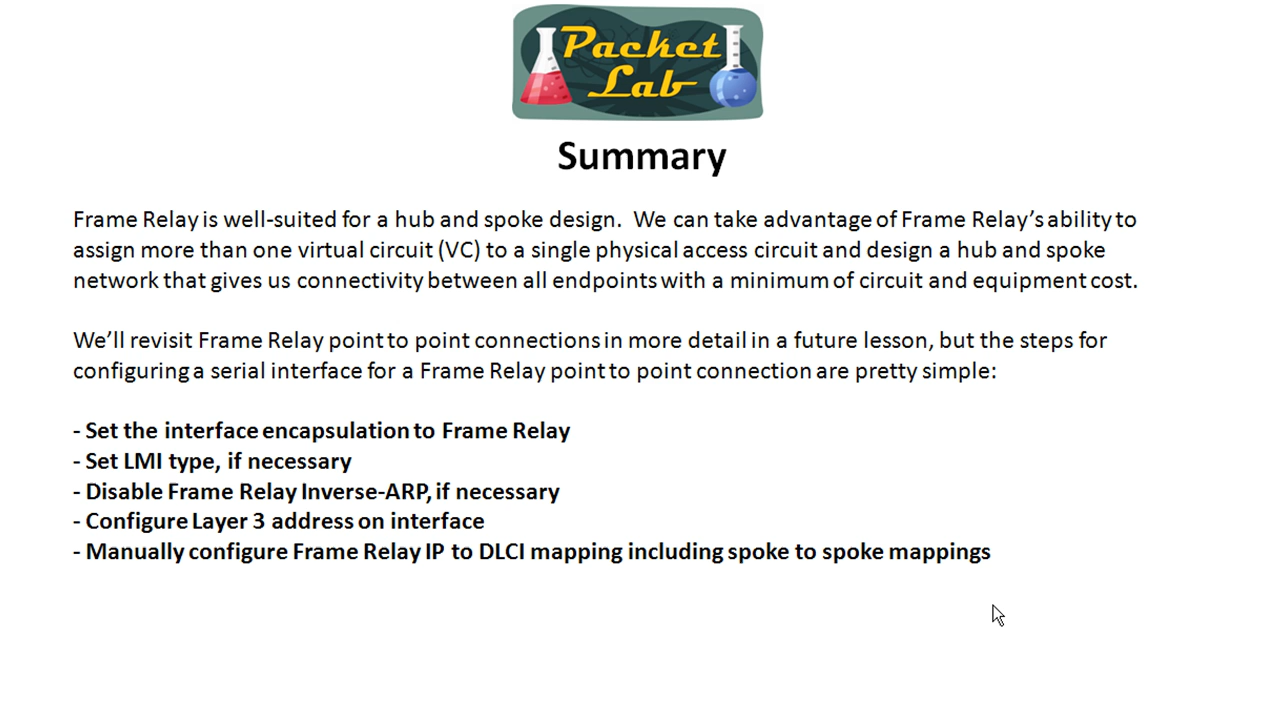 Packet
Lab
Summary
Frame Relay is well-suited for a hub and spoke design.  We can take advantage of Frame Relay’s ability to
assign more than one virtual circuit (VC) to a single physical access circuit and design a hub and spoke
network that gives us connectivity between all endpoints with a minimum of circuit and equipment cost.
We’ll revisit Frame Relay point to point connections in more detail in a future lesson, but the steps for
configuring a serial interface for a Frame Relay point to point connection are pretty simple:
- Set the interface encapsulation to Frame Relay
- Set LMI type, if necessary
- Disable Frame Relay Inverse-ARP, if necessary
- Configure Layer 3 address on interface
- Manually configure Frame Relay IP to DLCI mapping including spoke to spoke mappings